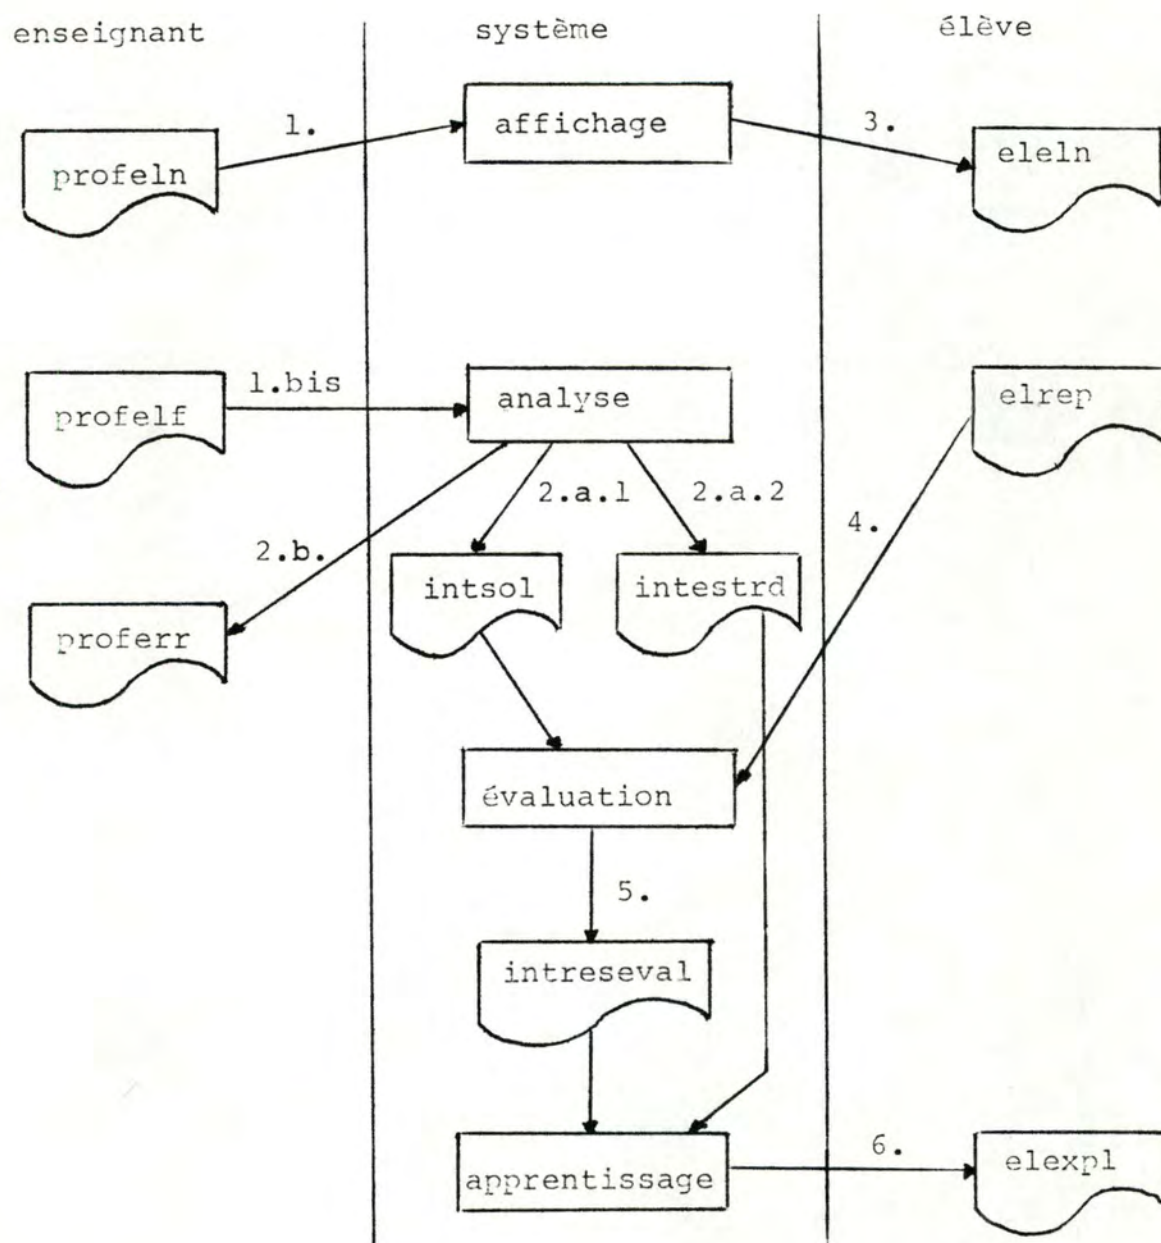 enseignant
système
élève
1.
affichage
3.
profeln
eleln
1.bis
profelf
analyse
elrep
2.a.1
2.a.2
4.
2.b.
intsol
intestrd
proferr
évaluation
5.
intreseval
apprentissage
6.
elexpl